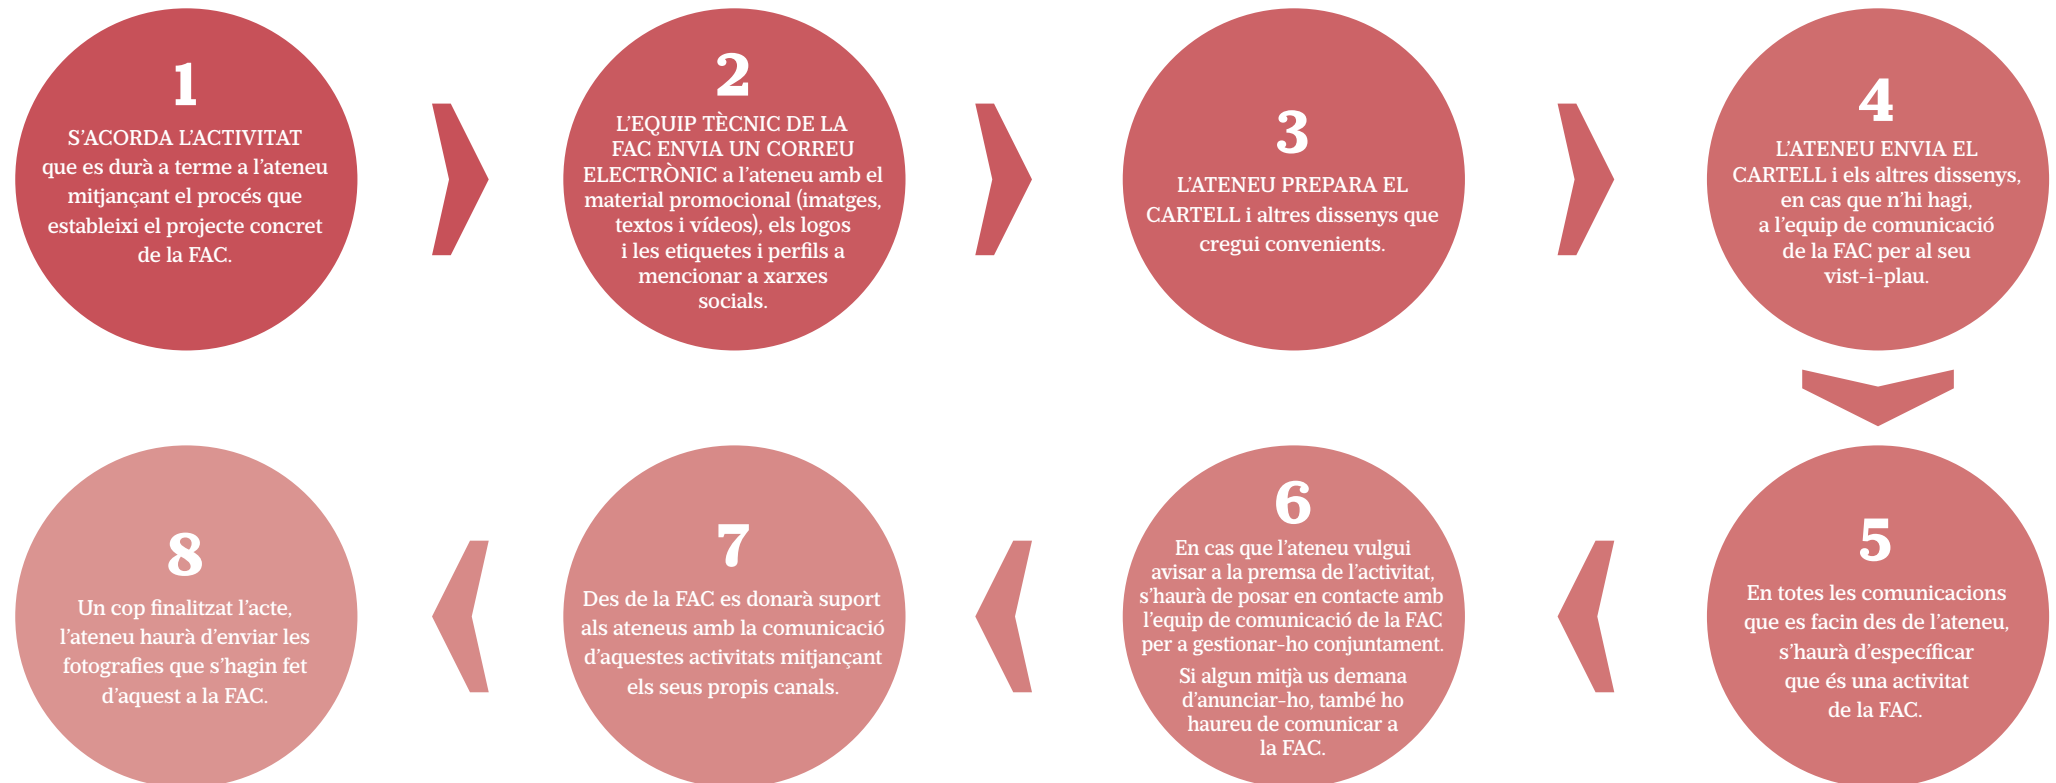 1
S’ACORDA L’ACTIVITAT
que es durà a terme a l’ateneu
mitjançant el procés que
estableixi el projecte concret
de la FAC.
2
L’EQUIP TÈCNIC DE LA
FAC ENVIA UN CORREU
ELECTRÒNIC a l’ateneu amb el
material promocional (imatges,
textos i vídeos), els logos
i les etiquetes i perfils a
mencionar a xarxes
socials.
3
L’ATENEU PREPARA EL
CARTELL i altres dissenys que
cregui convenients.
4
L’ATENEU ENVIA EL
CARTELL i els altres dissenys,
en cas que n’hi hagi,
a l’equip de comunicació
de la FAC per al seu
vist-i-plau.
5
En totes les comunicacions
que es facin des de l’ateneu,
s’haurà d’específicar
que és una activitat
de la FAC.
6
En cas que l’ateneu vulgui
avisar a la premsa de l’activitat,
s’haurà de posar en contacte amb
l’equip de comunicació de la FAC
per a gestionar-ho conjuntament.
Si algun mitjà us demana
d’anunciar-ho, també ho
haureu de comunicar a
la FAC.
7
Des de la FAC es donarà suport
als ateneus amb la comunicació
d’aquestes activitats mitjançant
els seus propis canals.
8
Un cop finalitzat l’acte,
l’ateneu haurà d’enviar les
fotografies que s’hagin fet
d’aquest a la FAC.